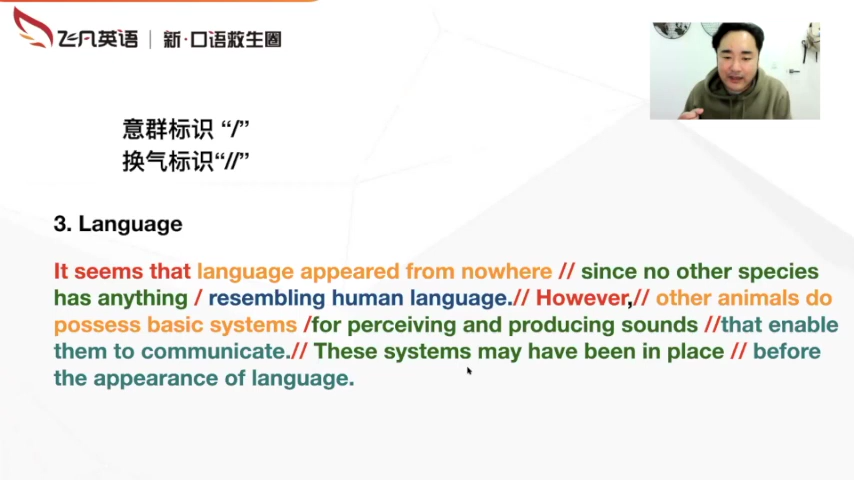 飞凡英语 | 新·口语救生圈
意群标识 “/”
换气标识“//”
3. Language
It seems that language appeared from nowhere // since no other species
has anything / resembling human language.// However,// other animals do
possess basic systems /for perceiving and producing sounds //that enable
them to communicate.// These systems may have been in place // before
the appearance of language.